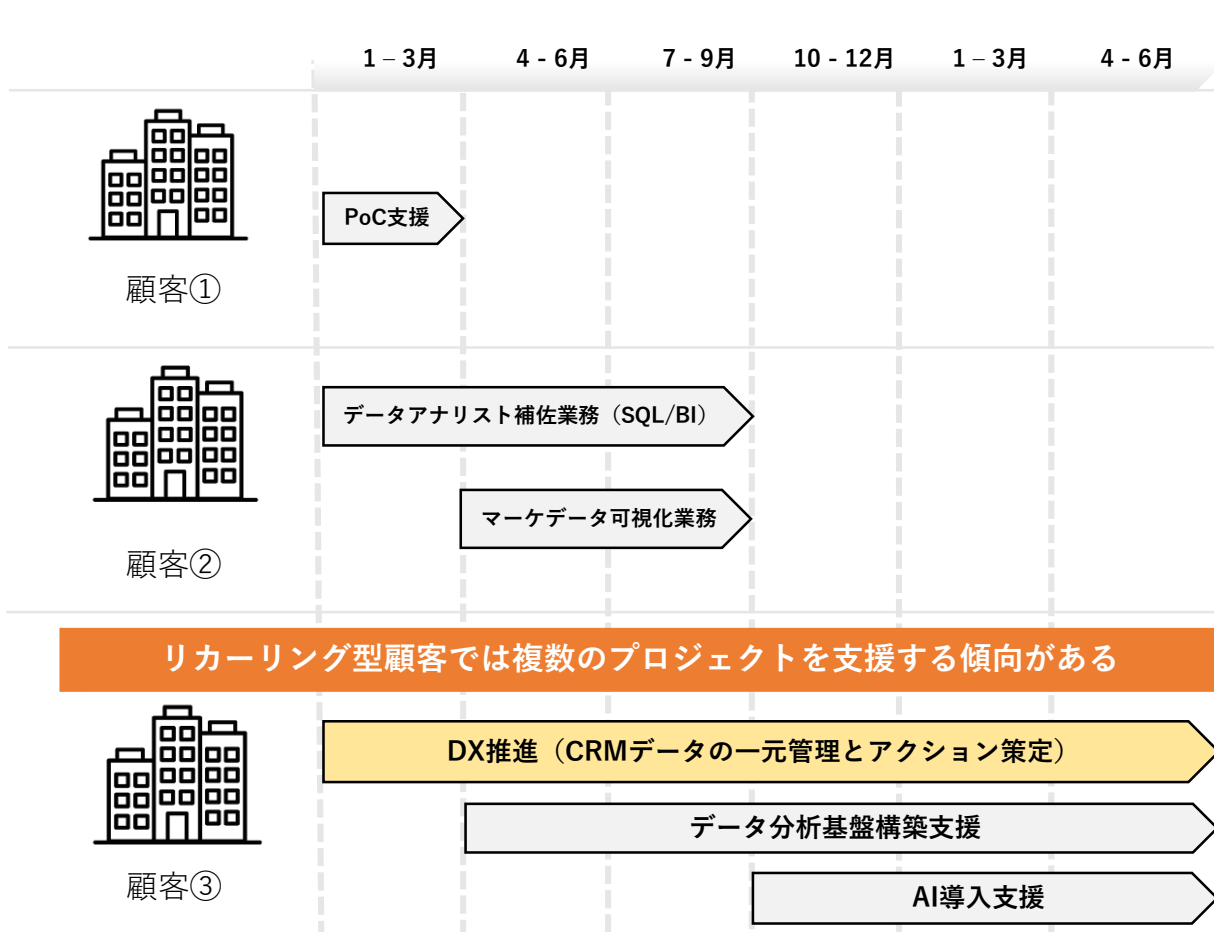 1 – 3月 4 - 6月 7 - 9月 10 - 12月 1 – 3月 4 - 6月
PoC支援
顧客①
データアナリスト補佐業務（SQL/BI）
マーケデータ可視化業務
顧客②
リカーリング型顧客では複数のプロジェクトを支援する傾向がある
DX推進（CRMデータの一元管理とアクション策定）
データ分析基盤構築支援
顧客③
AI導入支援